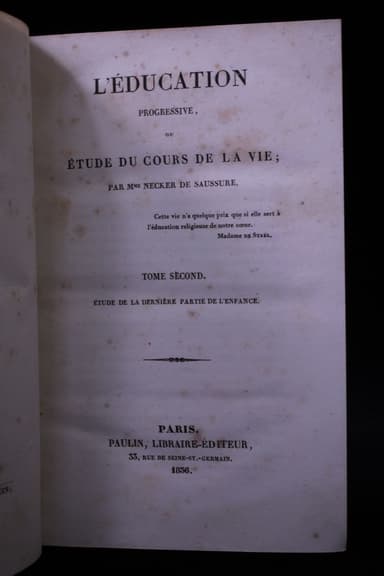 L'ÉDUCATION
PROGRESSIVE,
OU
ÉTUDE DU COURS DE LA VIE;
PAR Mme NECKER DE SAUSSURE.
Cette vie n'a quelque prix que si elle sert à
l'éducation religieuse de notre cœur.
Madame DE STAËL.
TOME SECOND.
ÉTUDE DE LA DERNIÈRE PARTIE DE L'ENFANCE.
PARIS.
PAULIN, LIBRAIRE-ÉDITEUR,
33, RUE DE SEINE-ST.-GERMAIN.
1836.